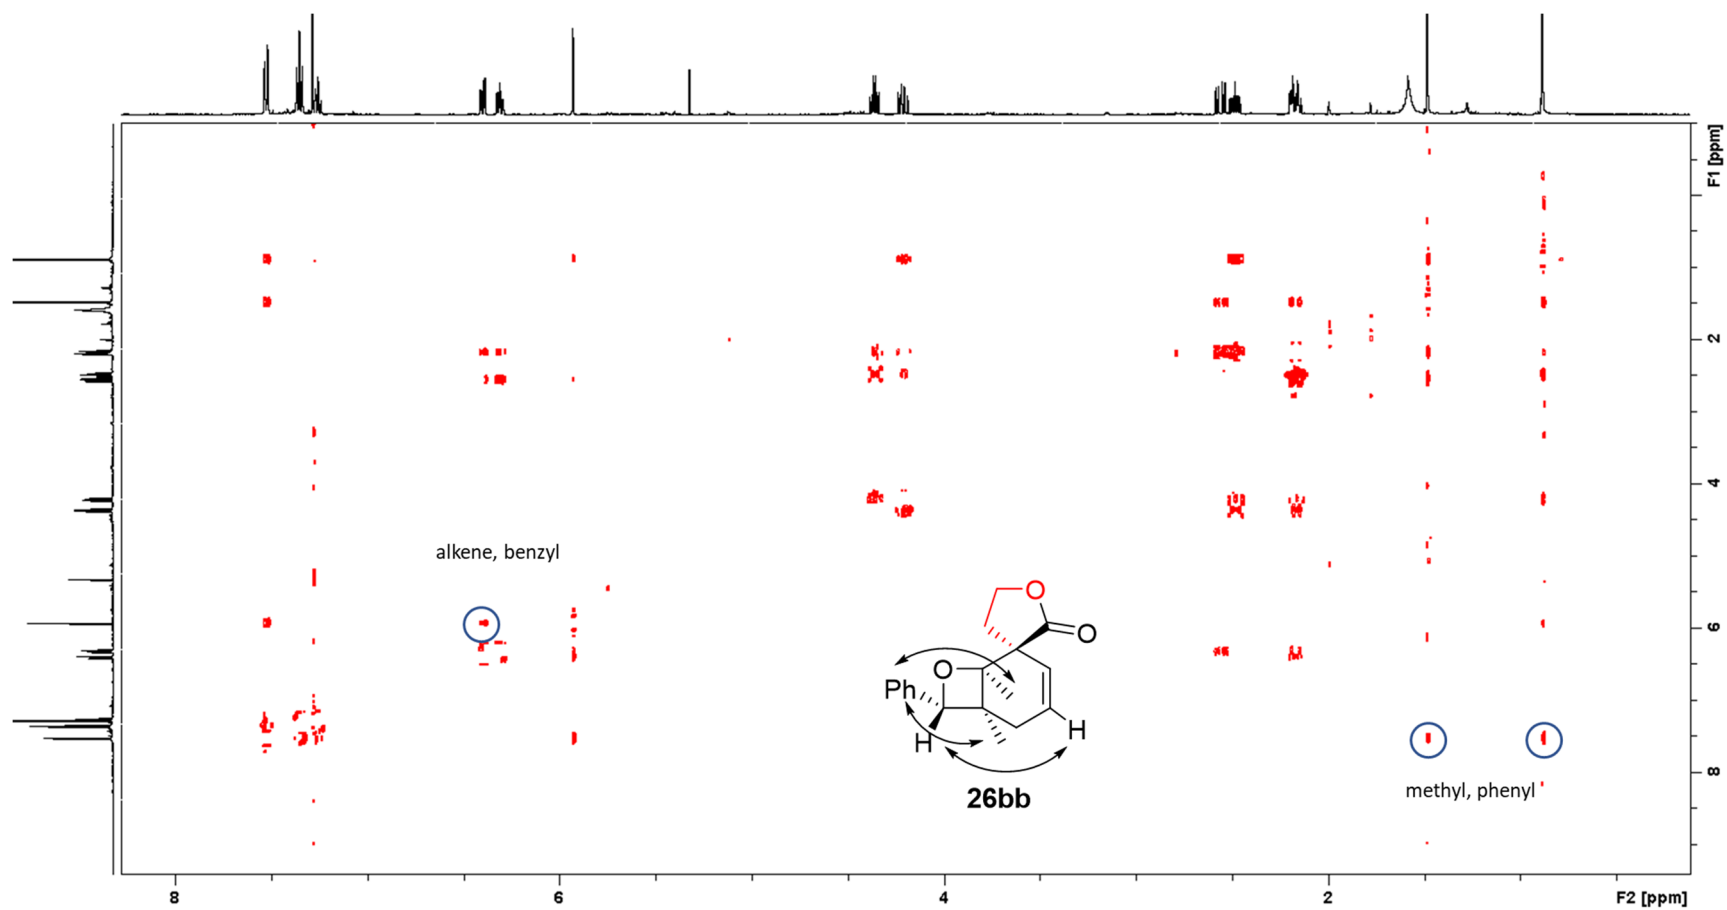 F1 [ppm]
2
4
6
8
alkene, benzyl
O
O
O
Ph
H
H
26bb
methyl, phenyl
8
6
4
2
F2 [ppm]